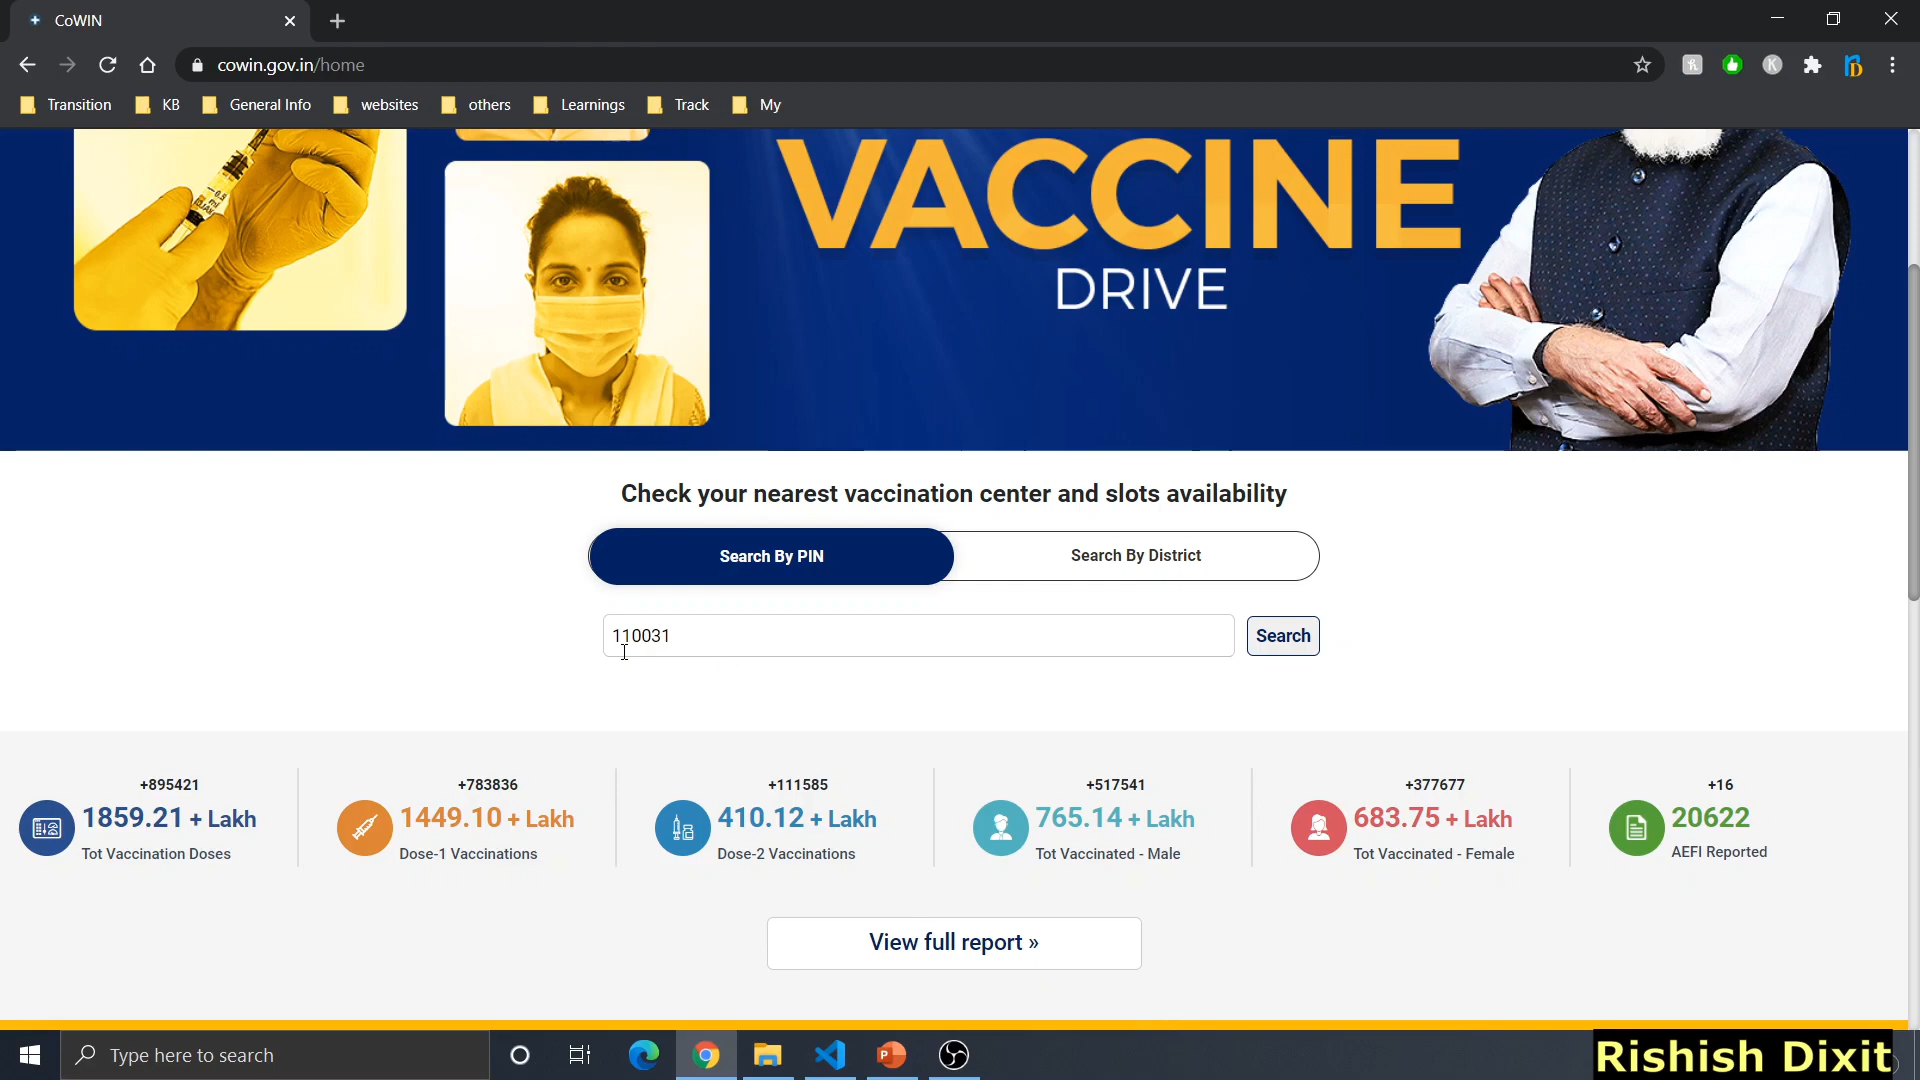 CoWIN
cowin.gov.in/home
Transition
KB
General Info
websites
others
Learnings
Track
My
VACCINE
DRIVE
Check your nearest vaccination center and slots availability
Search By PIN
Search By District
110031
Search
+895421
1859.21 + Lakh
Tot Vaccination Doses
+783836
1449.10 + Lakh
Dose-1 Vaccinations
+111585
410.12 + Lakh
Dose-2 Vaccinations
+517541
765.14 + Lakh
Tot Vaccinated - Male
+377677
683.75 + Lakh
Tot Vaccinated - Female
+16
20622
AEFI Reported
View full report »
Type here to search
Rishish Dixit